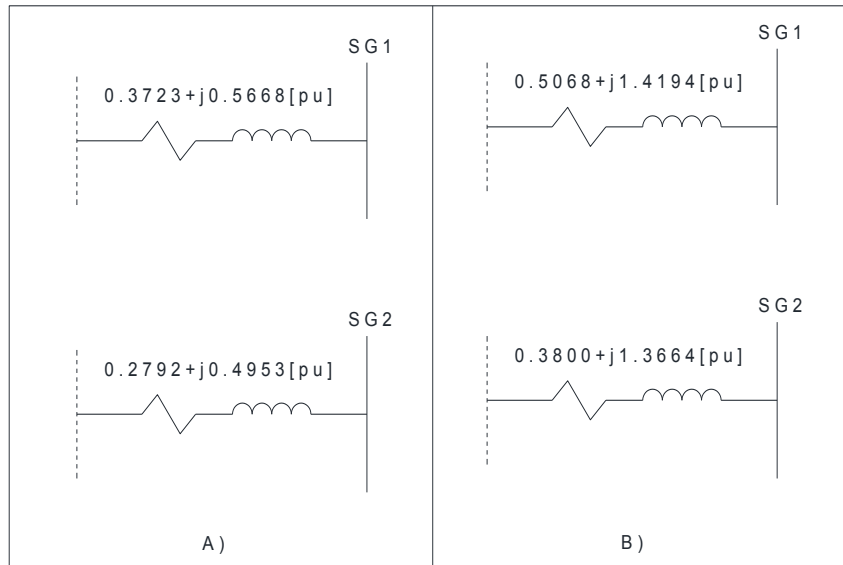 SG1
0.3723+j0.5668[pu]
SG2
0.2792+j0.4953[pu]
A)
SG1
0.5068+j1.4194[pu]
SG2
0.3800+j1.3664[pu]
B)